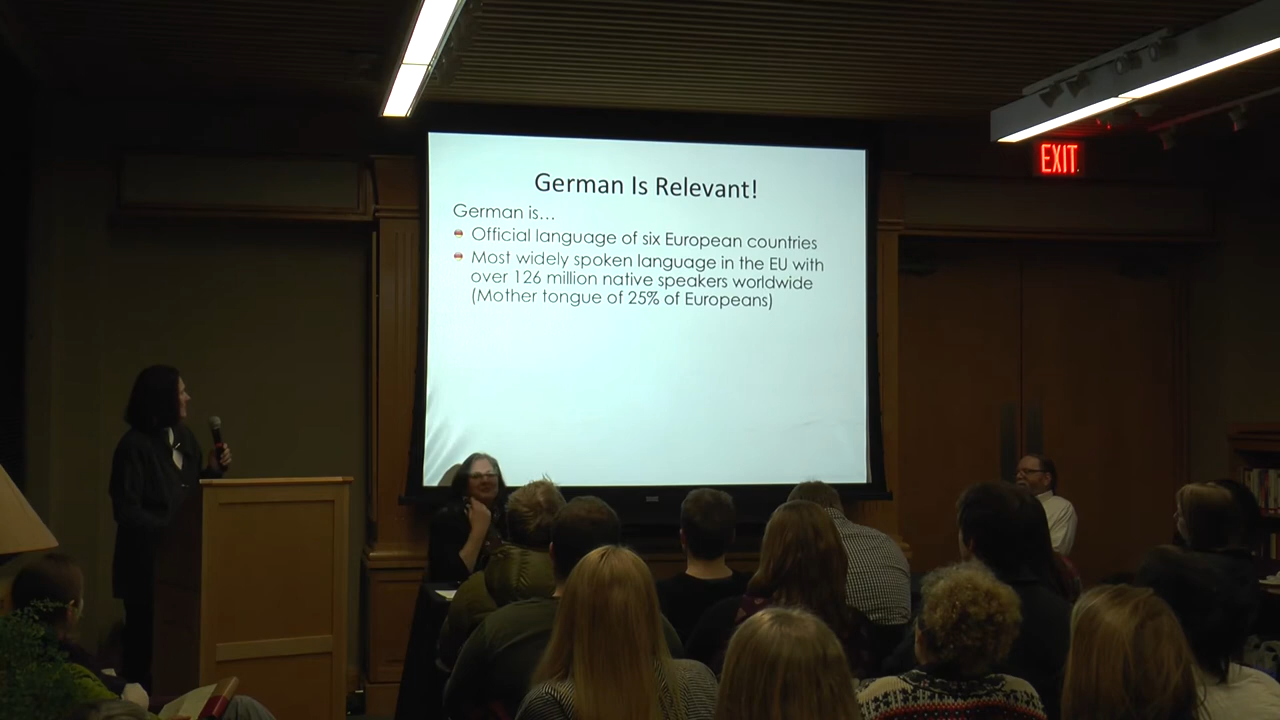 EXIT
German Is Relevant!
German is...
Official language of six European countries
Most widely spoken language in the EU with
over 126 million native speakers worldwide
(Mother tongue of 25% of Europeans)